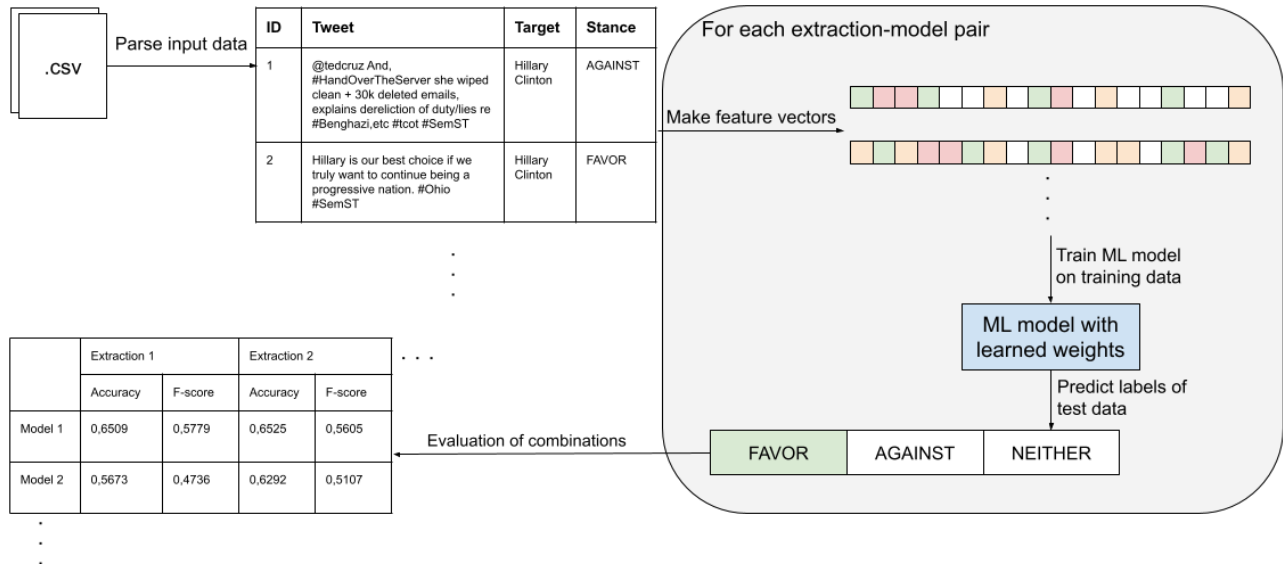 .CSV
Parse input data
ID Tweet Target Stance
1 @tedcruz And, Hillary AGAINST
#HandOverTheServer she wiped Clinton
clean + 30k deleted emails,
explains dereliction of duty/lies re
#Benghazi,etc #tcot #SemST
2 Hillary is our best choice if we Hillary FAVOR
truly want to continue being a Clinton
progressive nation. #Ohio
#SemST
For each extraction-model pair
Make feature vectors
Train ML model
on training data
ML model with
learned weights
Predict labels of
test data
FAVOR AGAINST NEITHER
Evaluation of combinations
Extraction 1 Extraction 2
Accuracy F-score Accuracy F-score
Model 1 0,6509 0,5779 0,6525 0,5605
Model 2 0,5673 0,4736 0,6292 0,5107